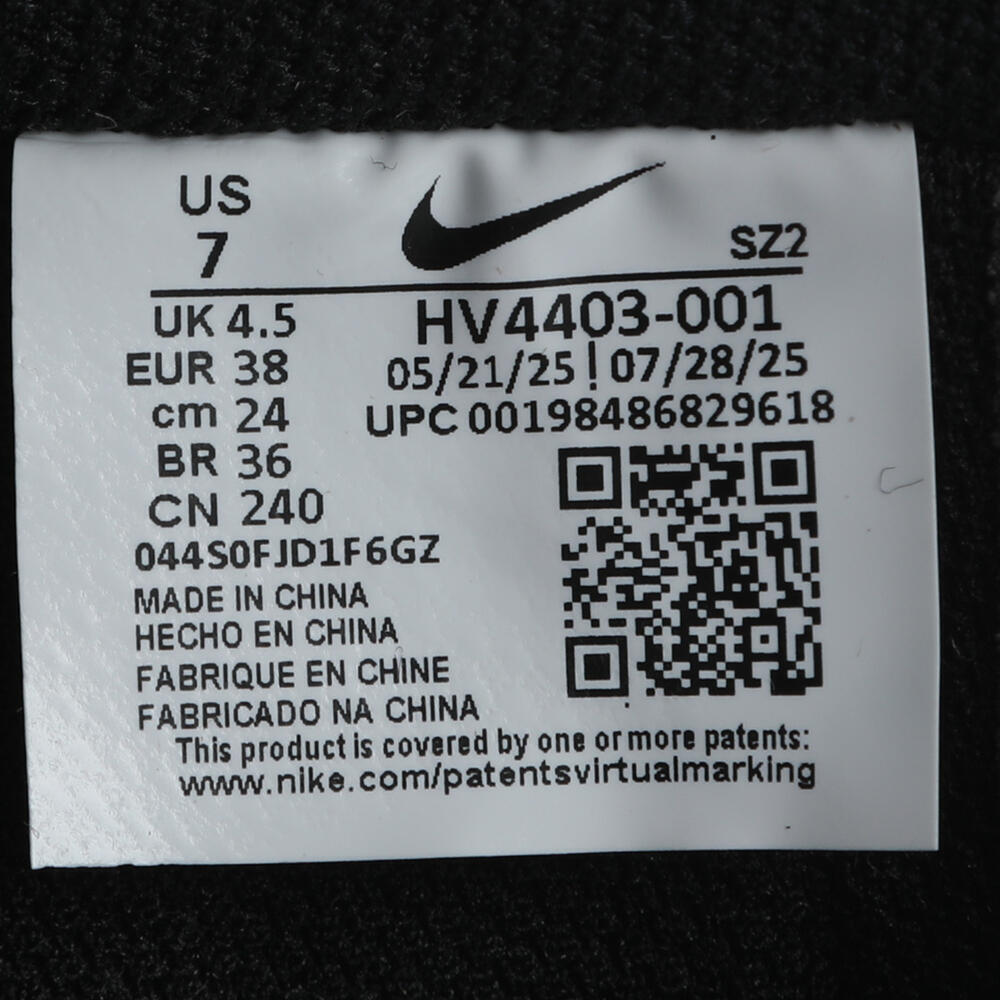 US
7
SZ2
UK 4.5
HV4403-001
EUR 38
05/21/25 | 07/28/25
cm 24
UPC 00198486829618
BR 36
CN 240
044S0FJD1F6GZ
MADE IN CHINA
HECHO EN CHINA
FABRIQUE EN CHINE
FABRICADO NA CHINA
This product is covered by one or more patents:
www.nike.com/patentsvirtualmarking